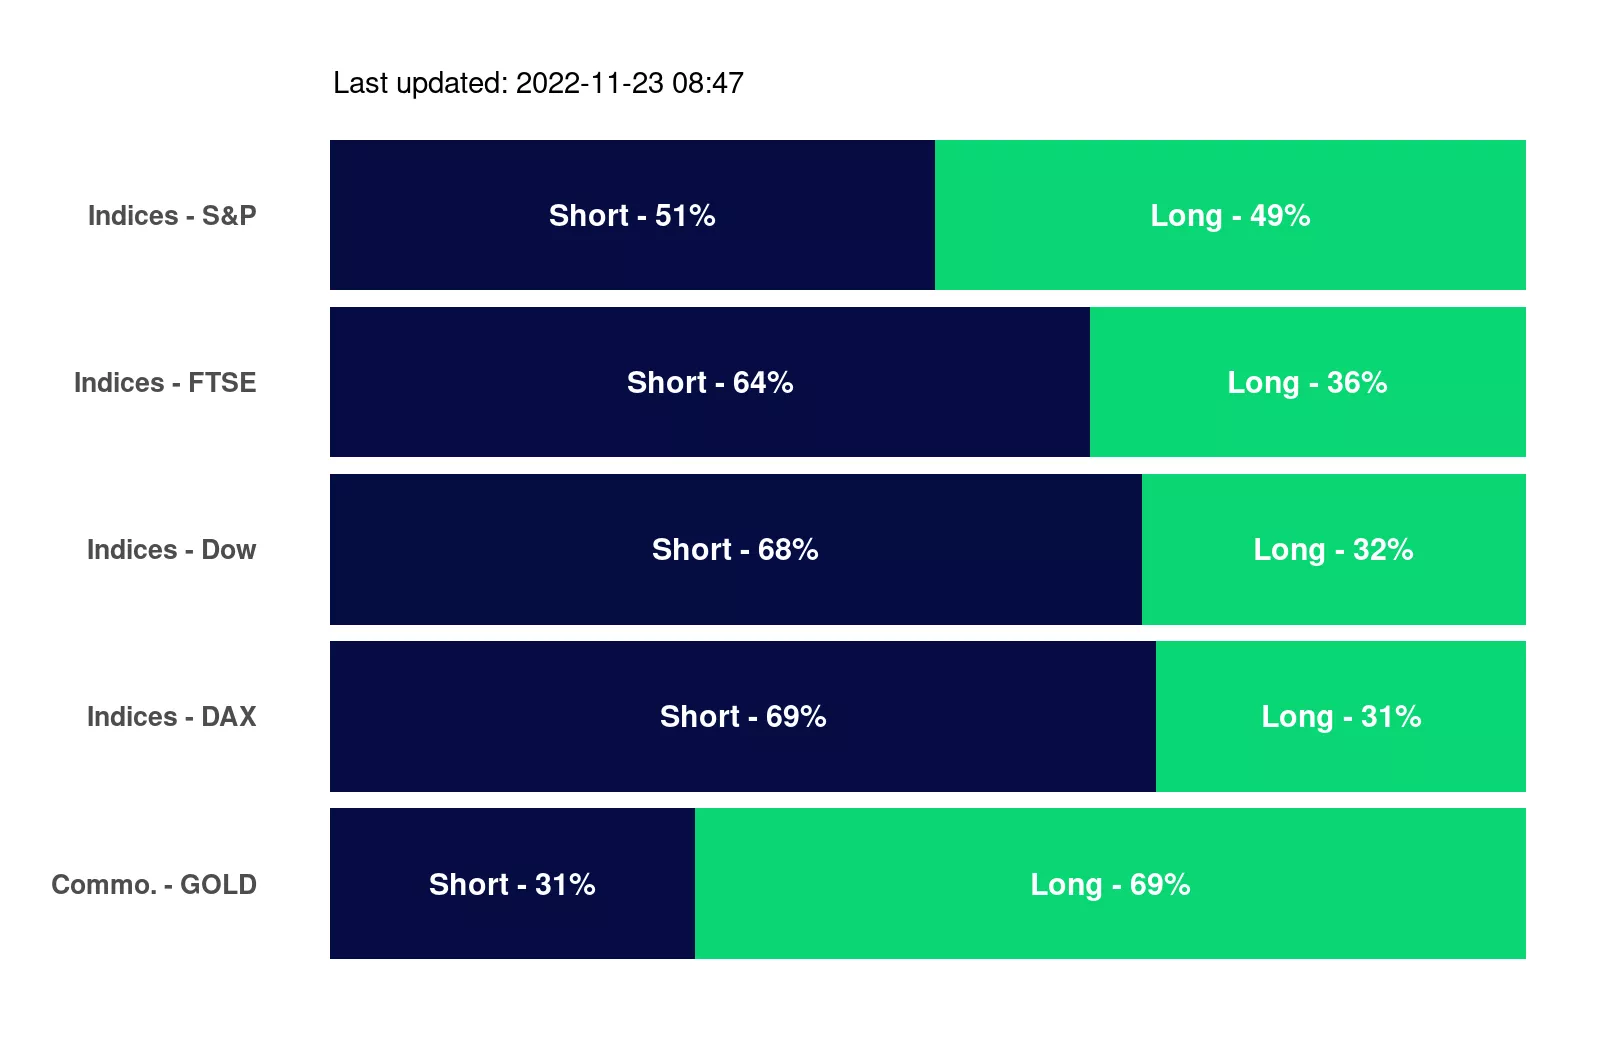 Last updated: 2022-11-23 08:47
Indices - S&P Short - 51% Long - 49%
Indices - FTSE Short - 64% Long - 36%
Indices - Dow Short - 68% Long - 32%
Indices - DAX Short - 69% Long - 31%
Commo. - GOLD Short - 31% Long - 69%